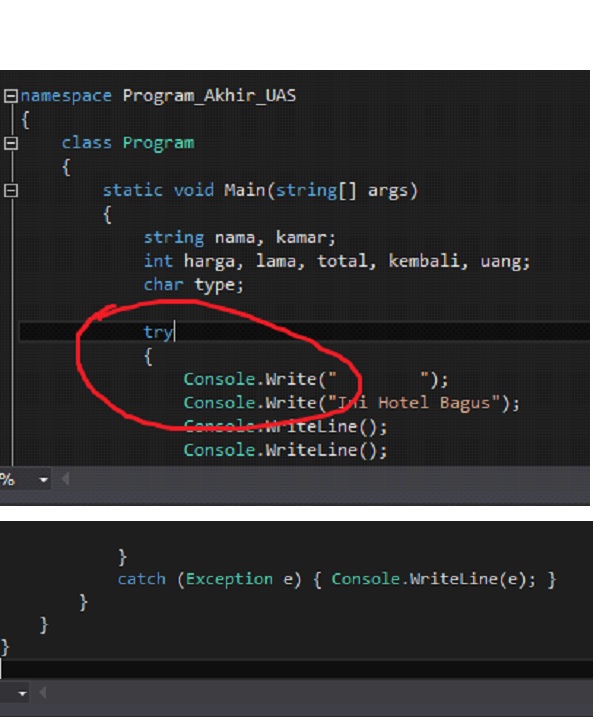 namespace Program_Akhir_UAS
{
class Program
{
static void Main(string[] args)
{
string nama, kamar;
int harga, lama, total, kembali, uang;
char type;
try
{
Console.Write("        ");
Console.Write("Ini Hotel Bagus");
Console.WriteLine();
Console.WriteLine();
%
}
catch (Exception e) { Console.WriteLine(e); }
}
}
}